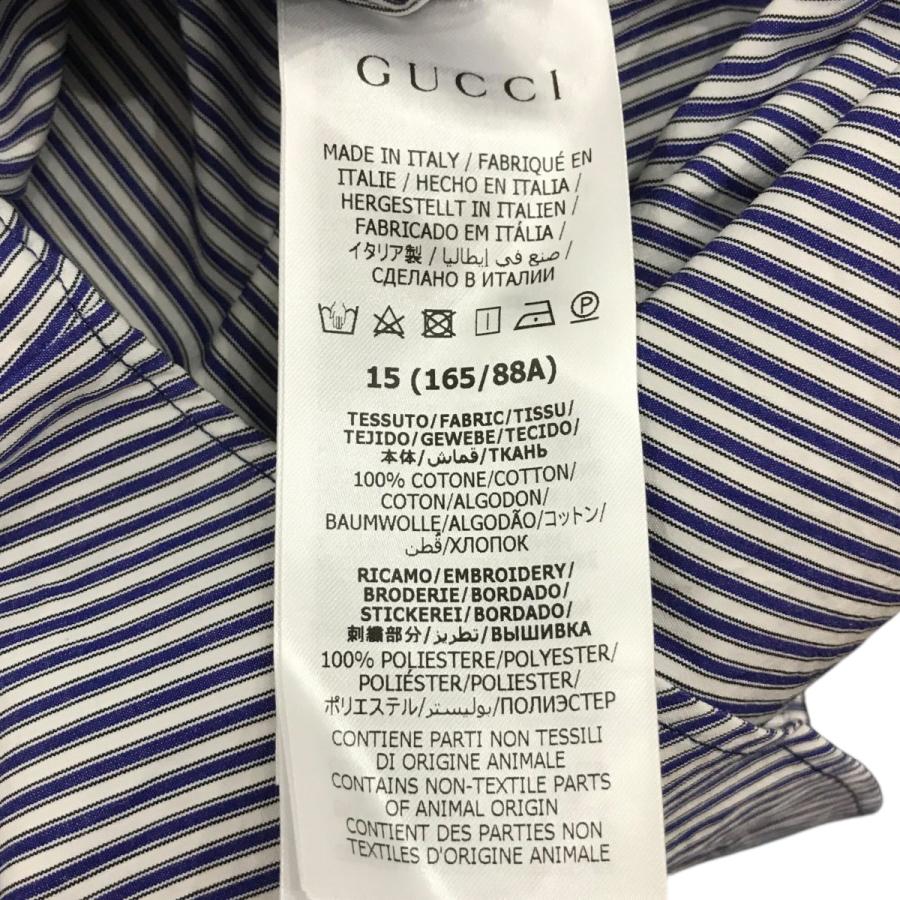 GUCCI
MADE IN ITALY / FABRIQUÉ EN
ITALIE / HECHO EN ITALIA /
HERGESTELLT IN ITALIEN /
FABRICADO EM ITÁLIA /
イタリア製 / صنع في إيطاليا /
СДЕЛАНО В ИТАЛИИ
P
15 (165/88A)
TESSUTO/FABRIC/TISSU/
TEJIDO/GEWEBE/TECIDO/
本体/قماش/ТКАНЬ
100% COTONE/COTTON/
COTON/ALGODON/
BAUMWOLLE/ALGODÃO/コットン/
قُطن/ХЛОПОК
RICAMO/EMBROIDERY/
BRODERIE/BORDADO/
STICKEREI/BORDADO/
刺繍部分/تطريز/ВЫШИВКА
100% POLIESTERE/POLYESTER/
POLIÉSTER/POLIESTER/
ポリエステル/بوليستر/ПОЛИЭСТЕР
CONTIENE PARTI NON TESSILI
DI ORIGINE ANIMALE
CONTAINS NON-TEXTILE PARTS
OF ANIMAL ORIGIN
CONTIENT DES PARTIES NON
TEXTILES D'ORIGINE ANIMALE